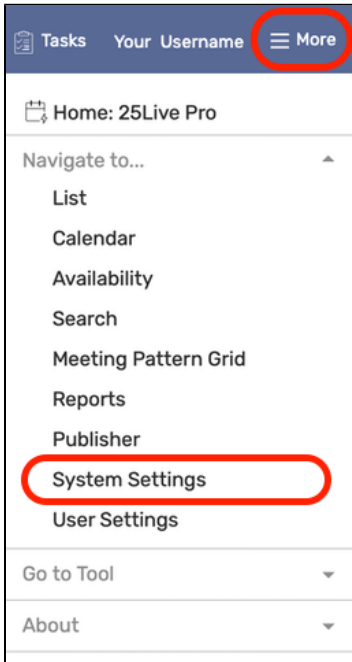 Tasks Your Username More
Home: 25Live Pro
Navigate to...
List
Calendar
Availability
Search
Meeting Pattern Grid
Reports
Publisher
System Settings
User Settings
Go to Tool
About